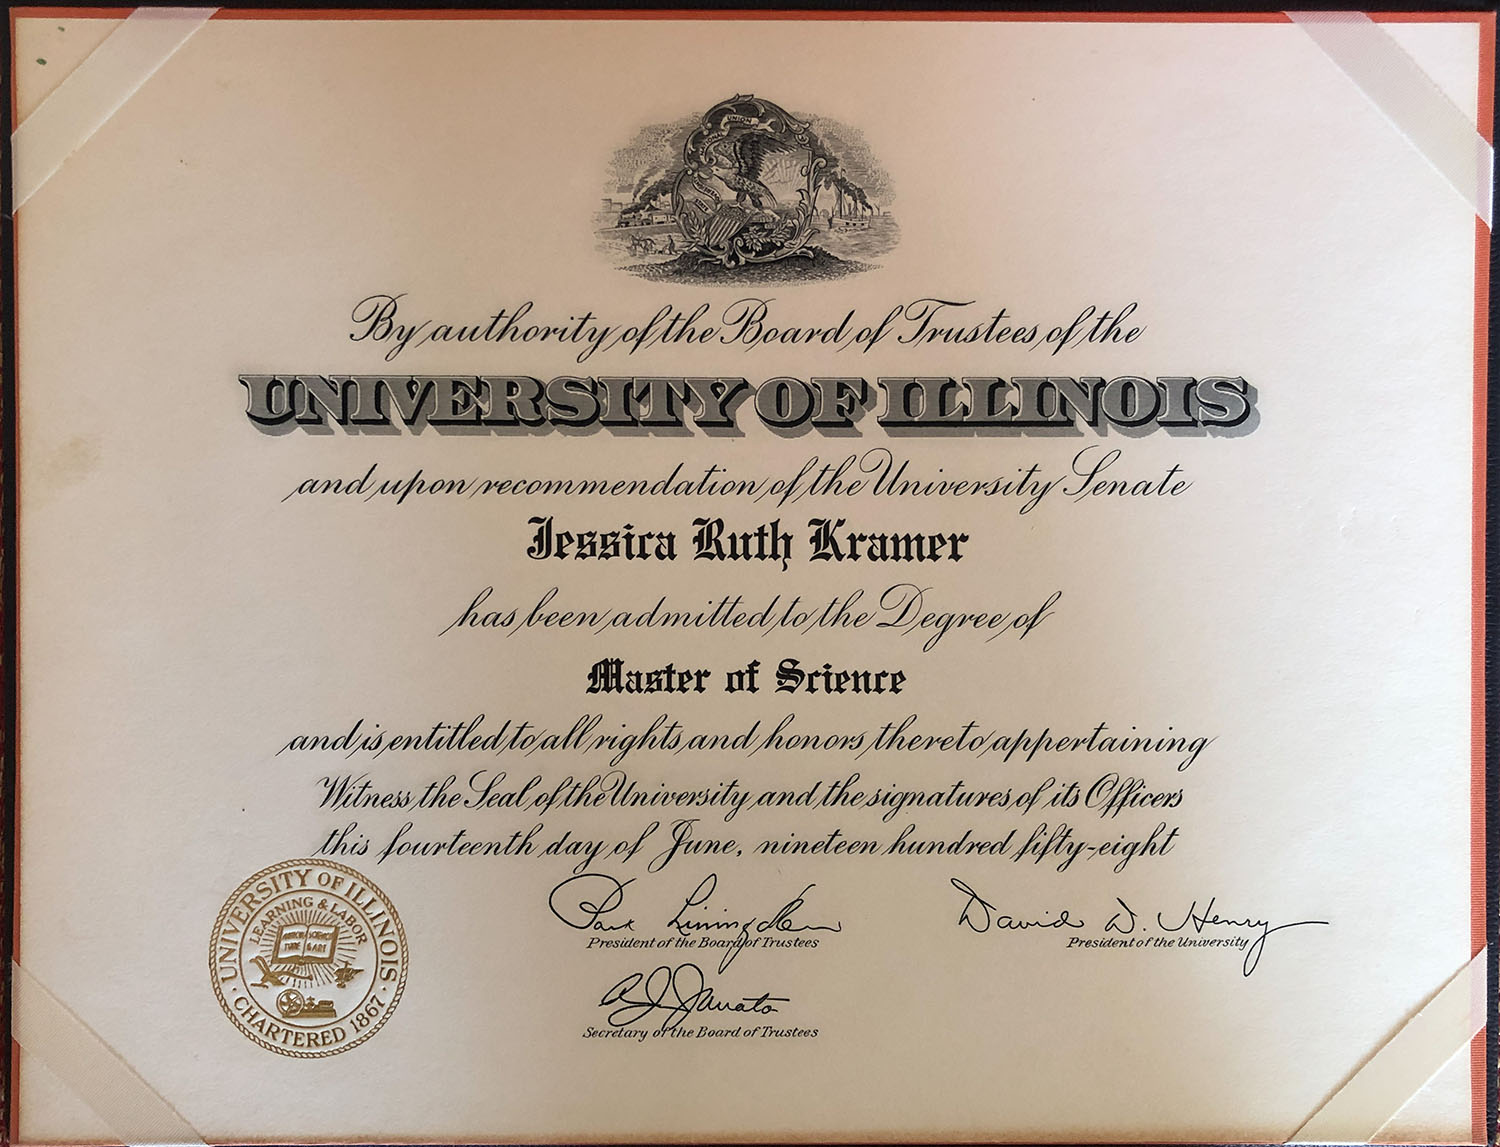 UNION
By authority of the Board of Trustees of the
UNIVERSITY OF ILLINOIS
and upon recommendation of the University Senate
Jessica Ruth Kramer
has been admitted to the Degree of
Master of Science
and is entitled to all rights and honors thereto appertaining
Witness the Seal of the University and the signatures of its Officers
this fourteenth day of June, nineteen hundred fifty-eight
President of the Board of Trustees
David D. Henry
President of the University
Secretary of the Board of Trustees
UNIVERSITY OF ILLINOIS
LEARNING & LABOR
CHARTERED 1867